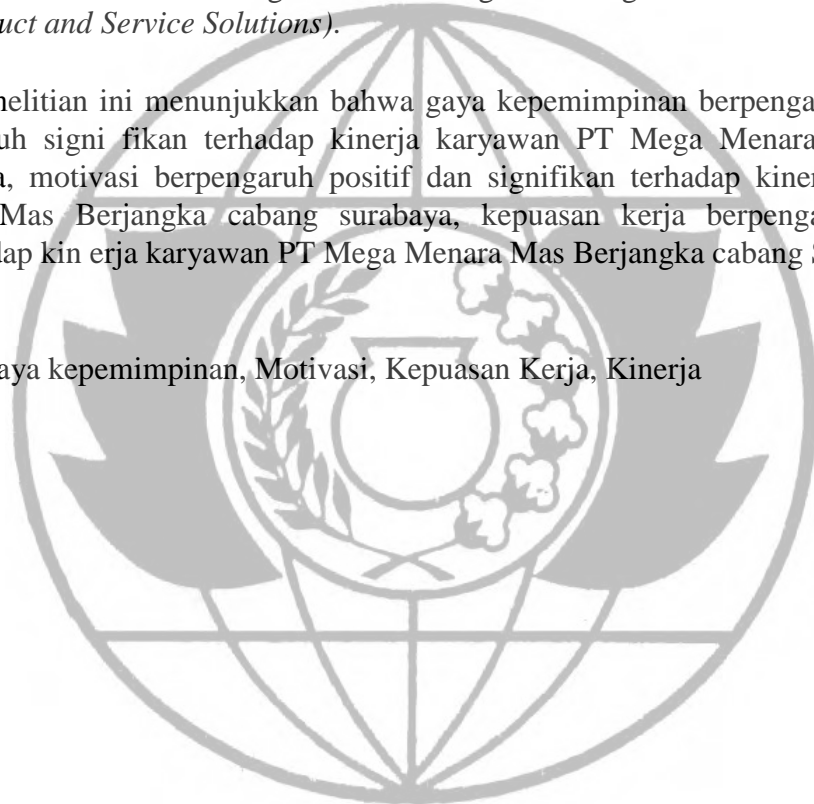 uct and Service Solutions).
nelitian ini menunjukkan bahwa gaya kepemimpinan berpenga
uh signi fikan terhadap kinerja karyawan PT Mega Menara
a, motivasi berpengaruh positif dan signifikan terhadap kiner
Mas Berjangka cabang surabaya, kepuasan kerja berpenga
dap kin erja karyawan PT Mega Menara Mas Berjangka cabang S
aya kepemimpinan, Motivasi, Kepuasan Kerja, Kinerja